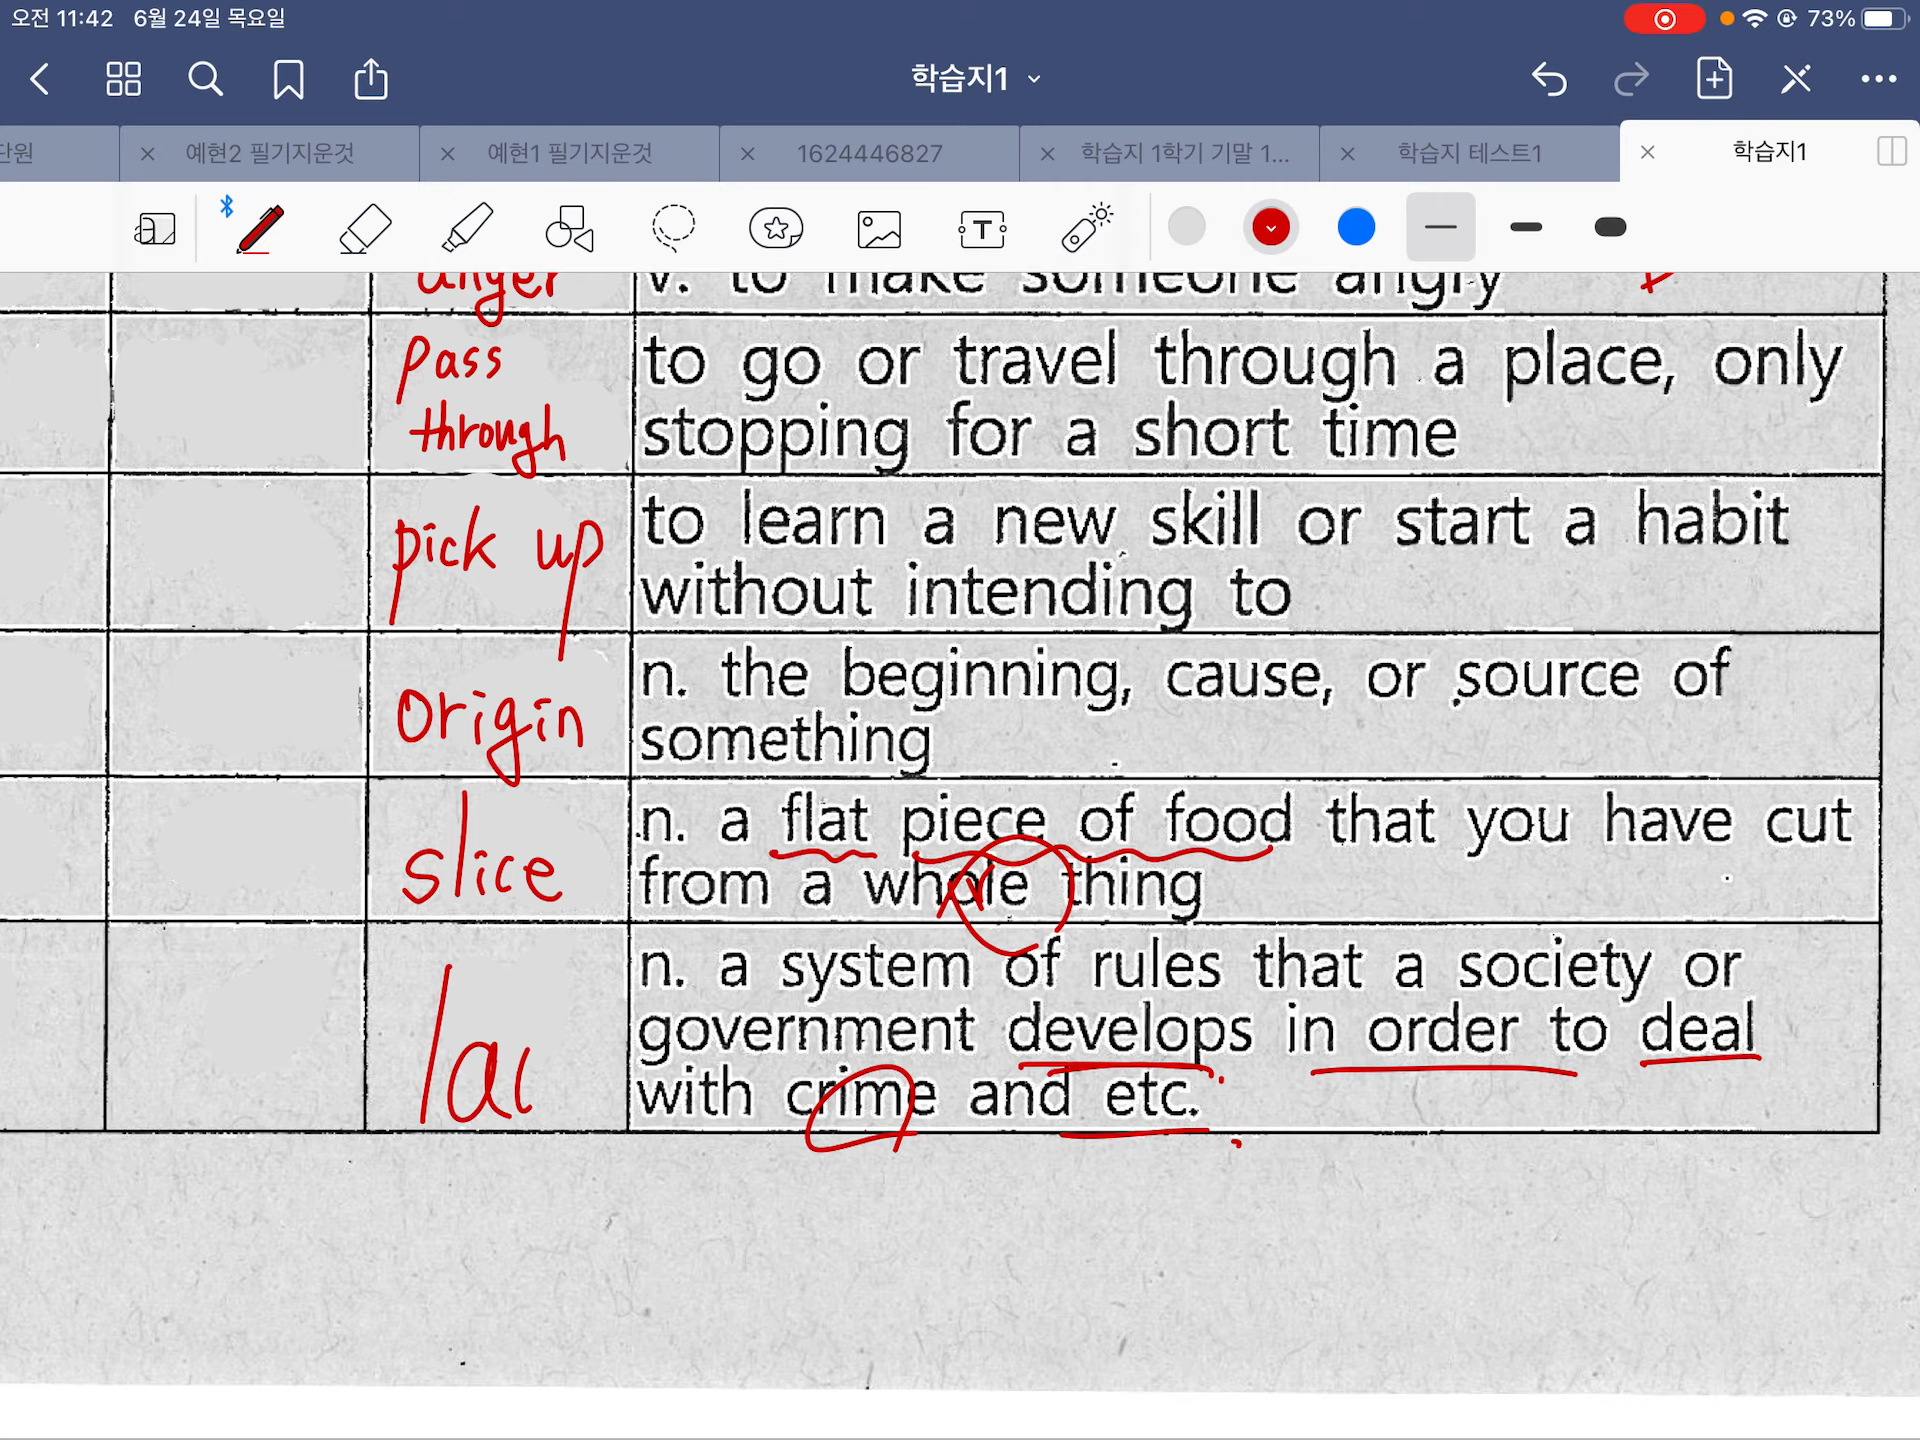 오전 11:42 6월 24일 목요일 73%
학습지1
단원 예현2 필기지운것 예현1 필기지운것 1624446827 학습지 1학기 기말 1... 학습지 테스트1 학습지1
anger v. to make someone angry
pass through
to go or travel through a place, only
stopping for a short time
pick up
to learn a new skill or start a habit
without intending to
origin
n. the beginning, cause, or source of
something
slice
n. a flat piece of food that you have cut
from a whole thing
n. a system of rules that a society or
government develops in order to deal
with crime and etc.